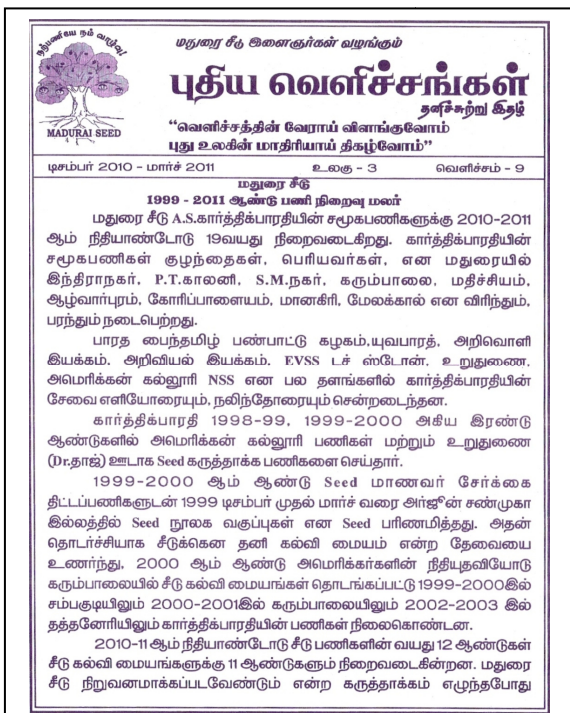 நற்பணியே நம் வாழ்வு!
மதுரை சீடு இளைஞர்கள் வழங்கும்
புதிய வெளிச்சங்கள்
தனிச்சுற்று இதழ்
MADURAI SEED
“வெளிச்சத்தின் வேராய் விளங்குவோம்
புது உலகின் மாதிரியாய் திகழ்வோம்”
டிசம்பர் 2010 - மார்ச் 2011 உலகு - 3 வெளிச்சம் - 9
மதுரை சீடு
1999 - 2011 ஆண்டு பணி நிறைவு மலர்
மதுரை சீடு A.S.கார்த்திக்பாரதியின் சமூகபணிகளுக்கு 2010-2011
ஆம் நிதியாண்டோடு 19வயது நிறைவடைகிறது. கார்த்திக்பாரதியின்
சமூகபணிகள் குழந்தைகள், பெரியவர்கள், என மதுரையில்
இந்திராநகர், P.T.காலனி, S.M.நகர், கரும்பாலை, மதிச்சியம்,
ஆழ்வார்புரம், கோரிப்பாளையம், மானகிரி, மேலக்கால் என விரிந்தும்,
பரந்தும் நடைபெற்றது.
பாரத பைந்தமிழ் பண்பாட்டு கழகம்,யுவபாரத், அறிவொளி
இயக்கம், அறிவியல் இயக்கம், EVSS டச் ஸ்டோன், உறுதுணை,
அமெரிக்கன் கல்லூரி NSS என பல தளங்களில் கார்த்திக்பாரதியின்
சேவை எளியோரையும், நலிந்தோரையும் சென்றடைந்தன.
கார்த்திக்பாரதி 1998-99, 1999-2000 அகிய இரண்டு
ஆண்டுகளில் அமெரிக்கன் கல்லூரி பணிகள் மற்றும் உறுதுணை
(Dr.தாஜ்) ஊடாக Seed கருத்தாக்க பணிகளை செய்தார்.
1999-2000 ஆம் ஆண்டு Seed மாணவர் சேர்க்கை
திட்டப்பணிகளுடன் 1999 டிசம்பர் முதல் மார்ச் வரை அர்ஜூன் சண்முகா
இல்லத்தில் Seed நூலக வகுப்புகள் என Seed பரிணமித்தது. அதன்
தொடர்ச்சியாக சீடுக்கென தனி கல்வி மையம் என்ற தேவையை
உணர்ந்து, 2000 ஆம் ஆண்டு அமெரிக்கர்களின் நிதியுதவியோடு
கரும்பாலையில் சீடு கல்வி மையங்கள் தொடங்கப்பட்டு 1999-2000இல்
சம்பகுடியிலும் 2000-2001இல் கரும்பாலையிலும் 2002-2003 இல்
தத்தனேரியிலும் கார்த்திக்பாரதியின் பணிகள் நிலைகொண்டன.
2010-11ஆம் நிதியாண்டோடு சீடு பணிகளின் வயது 12 ஆண்டுகள்
சீடு கல்வி மையங்களுக்கு 11 ஆண்டுகளும் நிறைவடைகின்றன. மதுரை
சீடு நிறுவனமாக்கப்படவேண்டும் என்ற கருத்தாக்கம் எழுந்தபோது